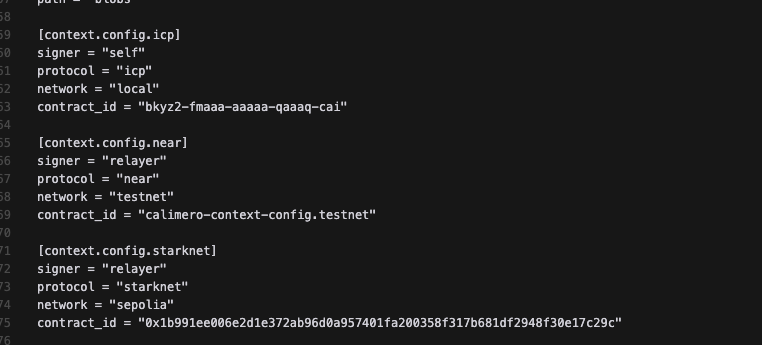 57 path = "blobs"
58
59 [context.config.icp]
60 signer = "self"
61 protocol = "icp"
62 network = "local"
63 contract_id = "bkyz2-fmaaa-aaaaa-qaaaq-cai"
64
65 [context.config.near]
66 signer = "relayer"
67 protocol = "near"
68 network = "testnet"
69 contract_id = "calimero-context-config.testnet"
70
71 [context.config.starknet]
72 signer = "relayer"
73 protocol = "starknet"
74 network = "sepolia"
75 contract_id = "0x1b991ee006e2d1e372ab96d0a957401fa200358f317b681df2948f30e17c29c"
76